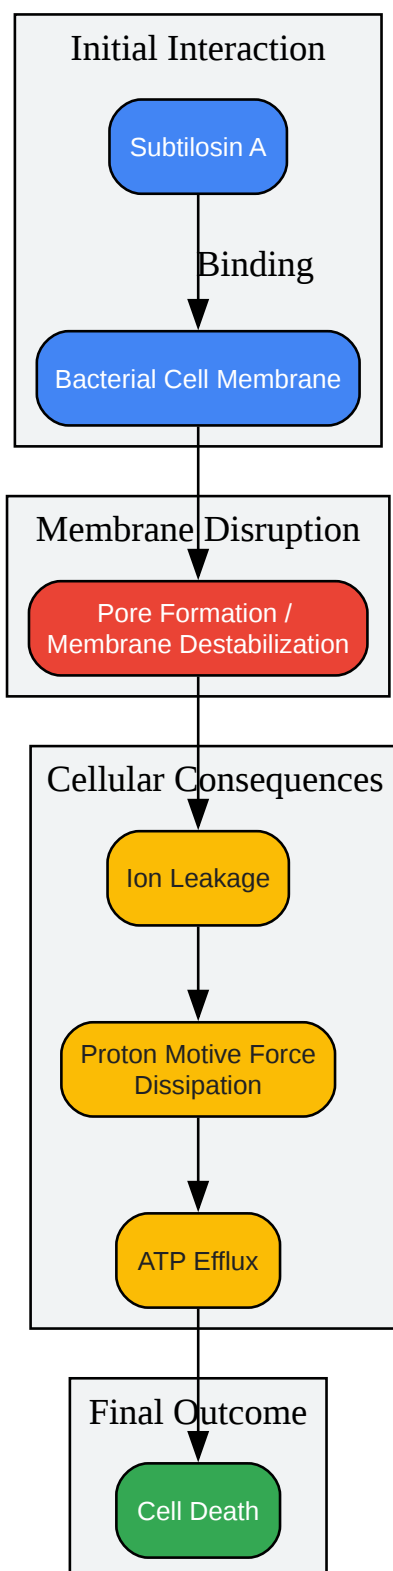 Initial Interaction
Subtilosin A
Binding
Bacterial Cell Membrane
Membrane Disruption
Pore Formation /
Membrane Destabilization
Cellular Consequences
Ion Leakage
Proton Motive Force
Dissipation
ATP Efflux
Final Outcome
Cell Death